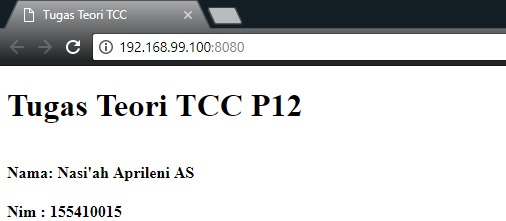 Tugas Teori TCC
192.168.99.100:8080
Tugas Teori TCC P12
Nama: Nasi'ah Aprileni AS
Nim : 155410015